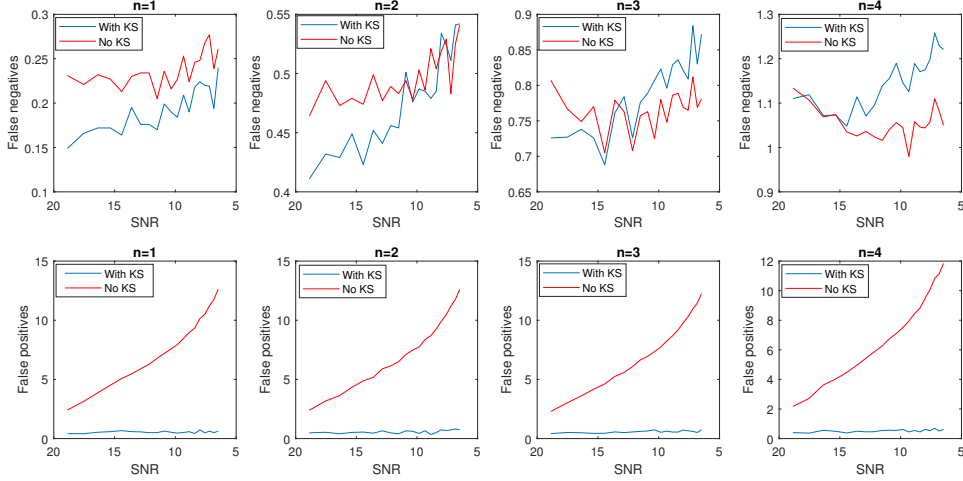 n=1
False negatives
0.3
0.25
0.2
0.15
0.1
With KS
No KS
20
15
10
5
SNR
n=2
False negatives
0.55
0.5
0.45
0.4
With KS
No KS
20
15
10
5
SNR
n=3
False negatives
0.9
0.85
0.8
0.75
0.7
0.65
With KS
No KS
20
15
10
5
SNR
n=4
False negatives
1.3
1.2
1.1
1
0.9
With KS
No KS
20
15
10
5
SNR
n=1
False positives
15
10
5
0
With KS
No KS
20
15
10
5
SNR
n=2
False positives
15
10
5
0
With KS
No KS
20
15
10
5
SNR
n=3
False positives
15
10
5
0
With KS
No KS
20
15
10
5
SNR
n=4
False positives
12
10
8
6
4
2
0
With KS
No KS
20
15
10
5
SNR